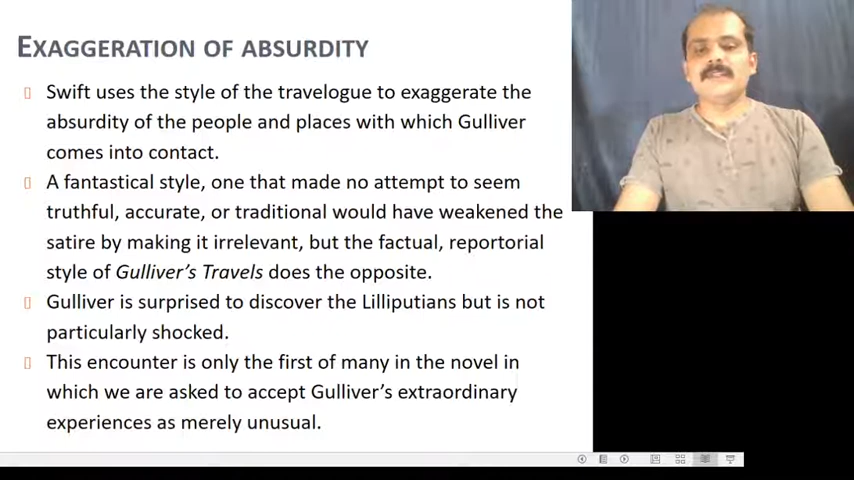 EXAGGERATION OF ABSURDITY
Swift uses the style of the travelogue to exaggerate the
absurdity of the people and places with which Gulliver
comes into contact.
A fantastical style, one that made no attempt to seem
truthful, accurate, or traditional would have weakened the
satire by making it irrelevant, but the factual, reportorial
style of Gulliver's Travels does the opposite.
Gulliver is surprised to discover the Lilliputians but is not
particularly shocked.
This encounter is only the first of many in the novel in
which we are asked to accept Gulliver's extraordinary
experiences as merely unusual.